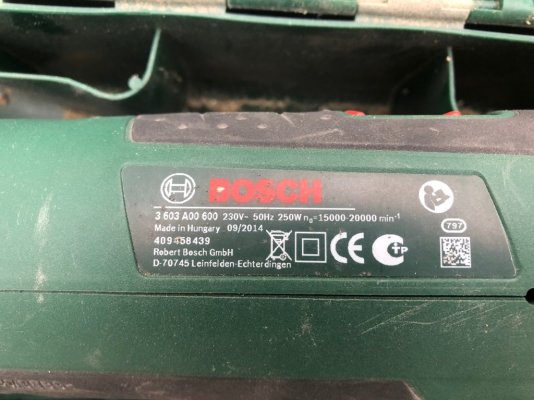 BOSCH
3 603 A00 600 230V~ 50Hz 250W n₀=15000-20000 min⁻¹
Made in Hungary 09/2014
409458439
Robert Bosch GmbH
D-70745 Leinfelden-Echterdingen
CE
797